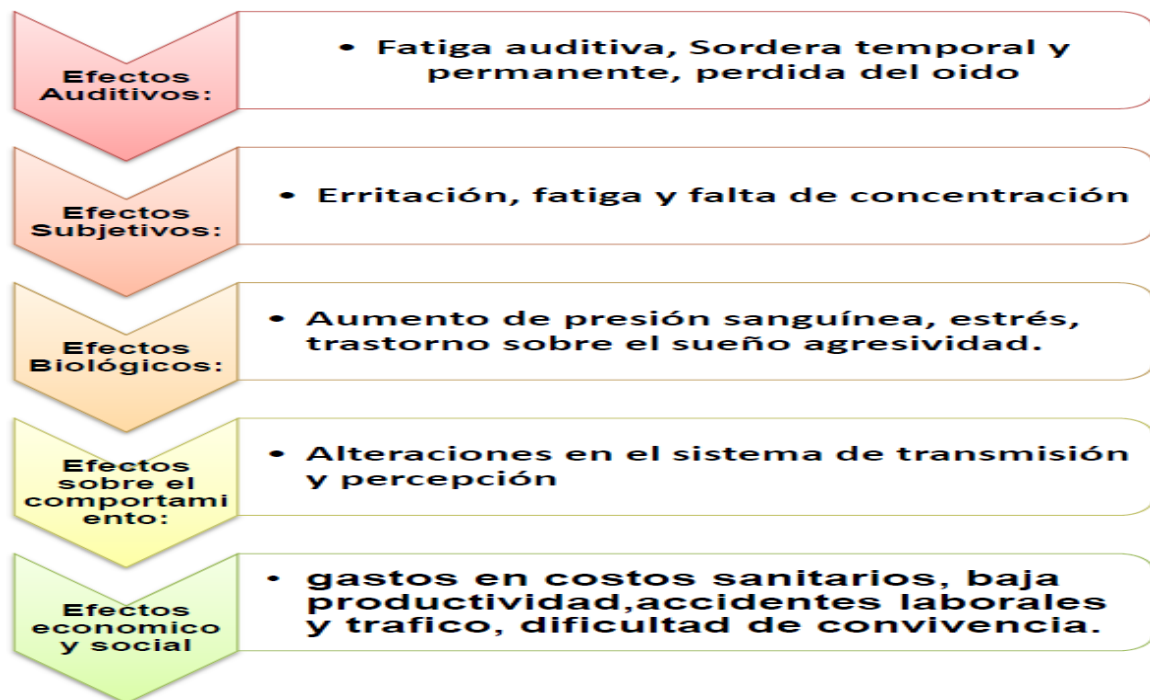 Efectos
Auditivos:
• Fatiga auditiva, Sordera temporal y
permanente, perdida del oido
Efectos
Subjetivos:
• Erritación, fatiga y falta de concentración
Efectos
Biológicos:
• Aumento de presión sanguínea, estrés,
trastorno sobre el sueño agresividad.
Efectos
sobre el
comportami
ento:
• Alteraciones en el sistema de transmisión
y percepción
Efectos
economico
y social
• gastos en costos sanitarios, baja
productividad,accidentes laborales
y trafico, dificultad de convivencia.